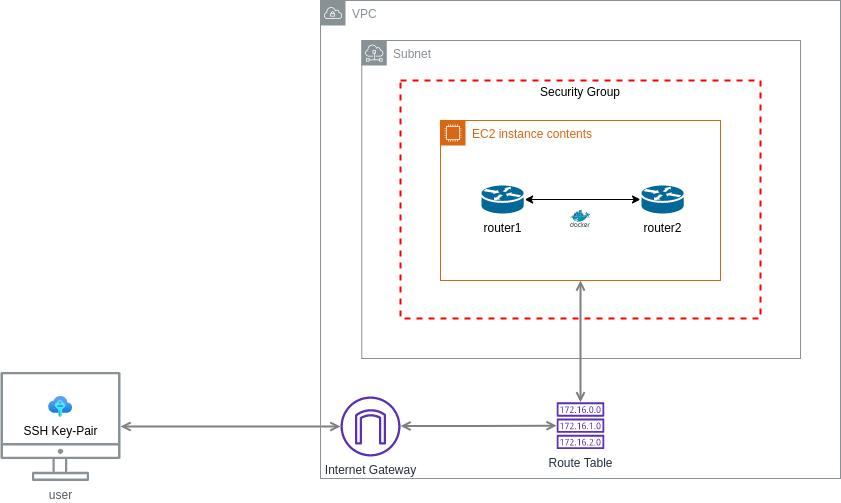 VPC
Subnet
Security Group
EC2 instance contents
docker
router1
router2
SSH Key-Pair
user
Internet Gateway
172.16.0.0
172.16.1.0
172.16.2.0
Route Table